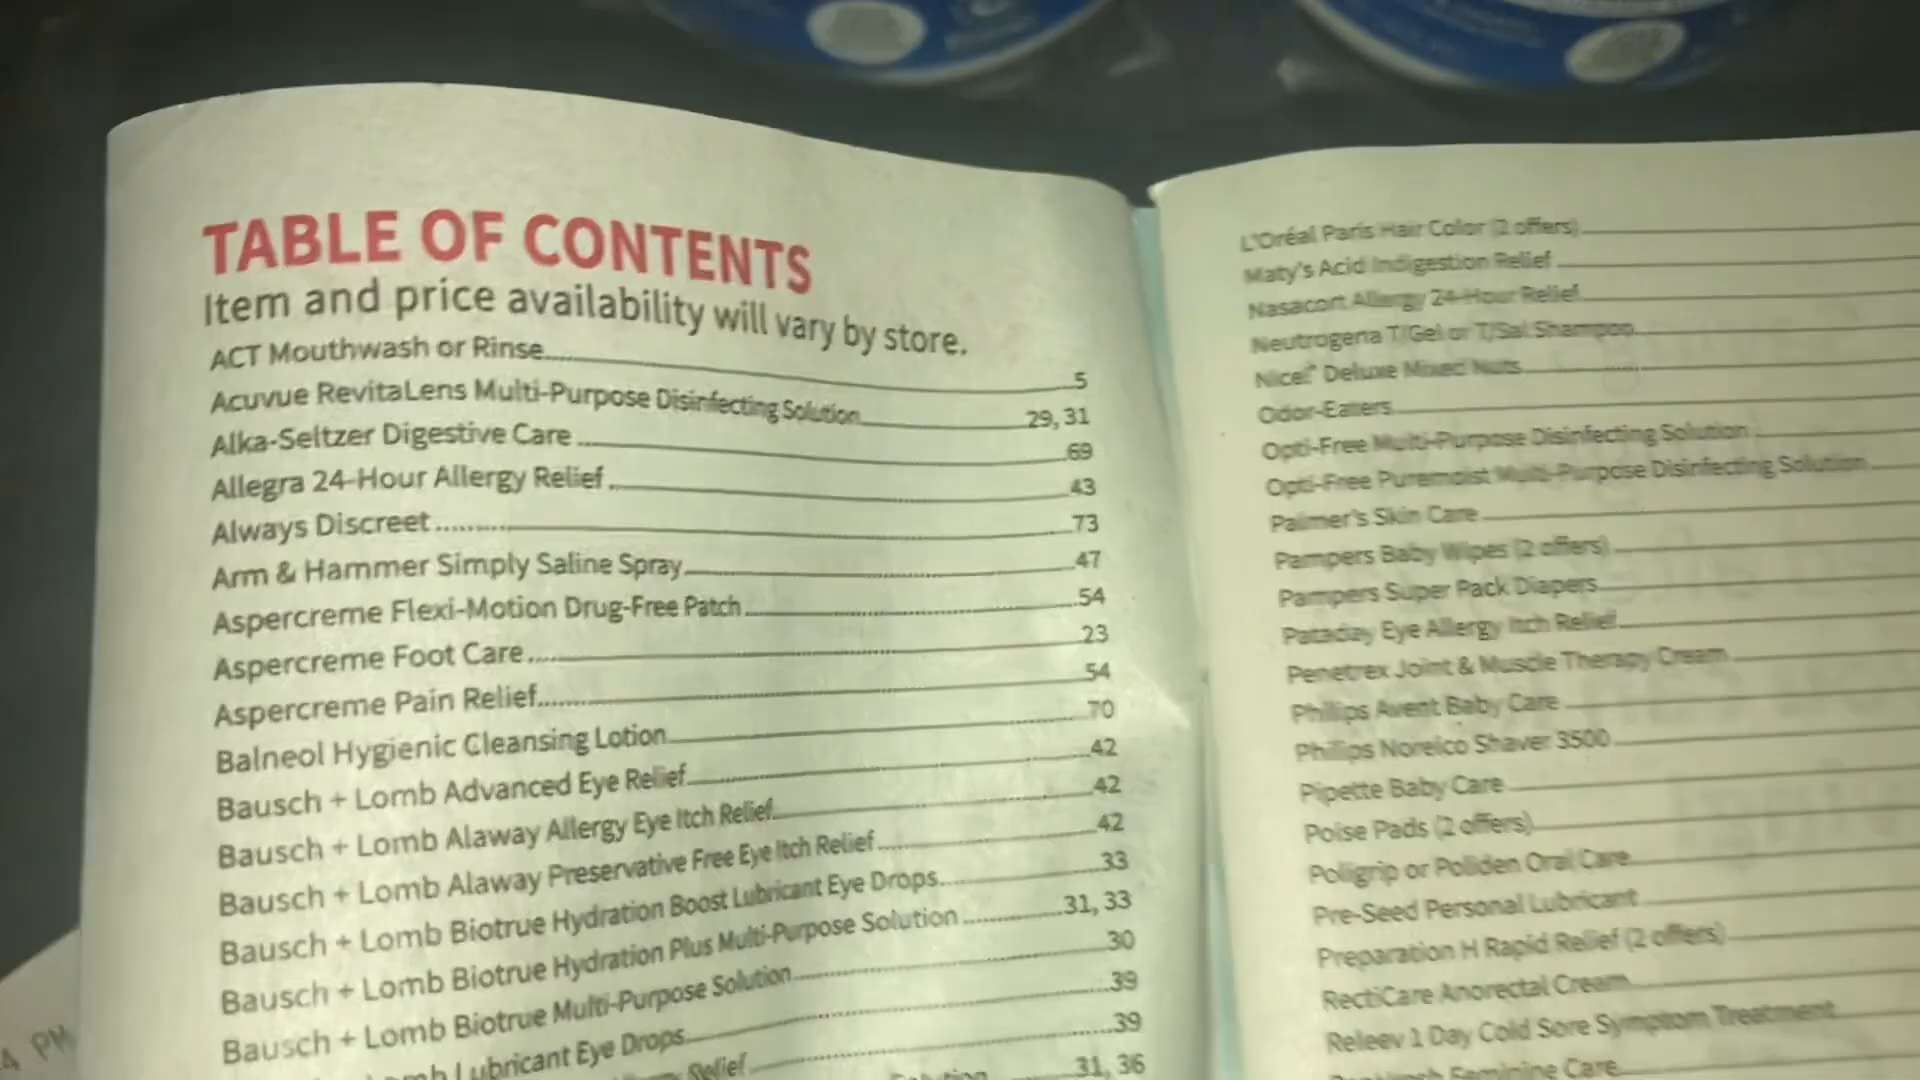 TABLE OF CONTENTS
Item and price availability will vary by store.
ACT Mouthwash or Rinse 5
Acuvue RevitaLens Multi-Purpose Disinfecting Solution 29, 31
Alka-Seltzer Digestive Care 69
Allegra 24-Hour Allergy Relief 43
Always Discreet 73
Arm & Hammer Simply Saline Spray 47
Aspercreme Flexi-Motion Drug-Free Patch 54
Aspercreme Foot Care 23
Aspercreme Pain Relief 54
Balneol Hygienic Cleansing Lotion 70
Bausch + Lomb Advanced Eye Relief 42
Bausch + Lomb Alaway Allergy Eye Itch Relief 42
Bausch + Lomb Alaway Preservative Free Eye Itch Relief 42
Bausch + Lomb Biotrue Hydration Boost Lubricant Eye Drops 33
Bausch + Lomb Biotrue Hydration Plus Multi-Purpose Solution 31, 33
Bausch + Lomb Biotrue Multi-Purpose Solution 30
Lubricant Eye Drops 39
Relief 39
Solution 31, 36
L'Oréal Paris Hair Color (2 offers)
Maty's Acid Indigestion Relief
Nasacort Allergy 24-Hour Relief
Neutrogena T/Gel or T/Sal Shampoo
Nice!® Deluxe Mixed Nuts
Odor-Eaters
Opti-Free Multi-Purpose Disinfecting Solution
Opti-Free Puremoist Multi-Purpose Disinfecting Solution
Palmer's Skin Care
Pampers Baby Wipes (2 offers)
Pampers Super Pack Diapers
Pataday Eye Allergy Itch Relief
Penetrex Joint & Muscle Therapy Cream
Phillips Avent Baby Care
Phillips Norelco Shaver 3500
Pipette Baby Care
Poise Pads (2 offers)
Poligrip or Poliden Oral Care
Pre-Seed Personal Lubricant
Preparation H Rapid Relief (2 offers)
RectiCare Anorectal Cream
Releev 1 Day Cold Sore Symptom Treatment
Feminine Care
4 PM